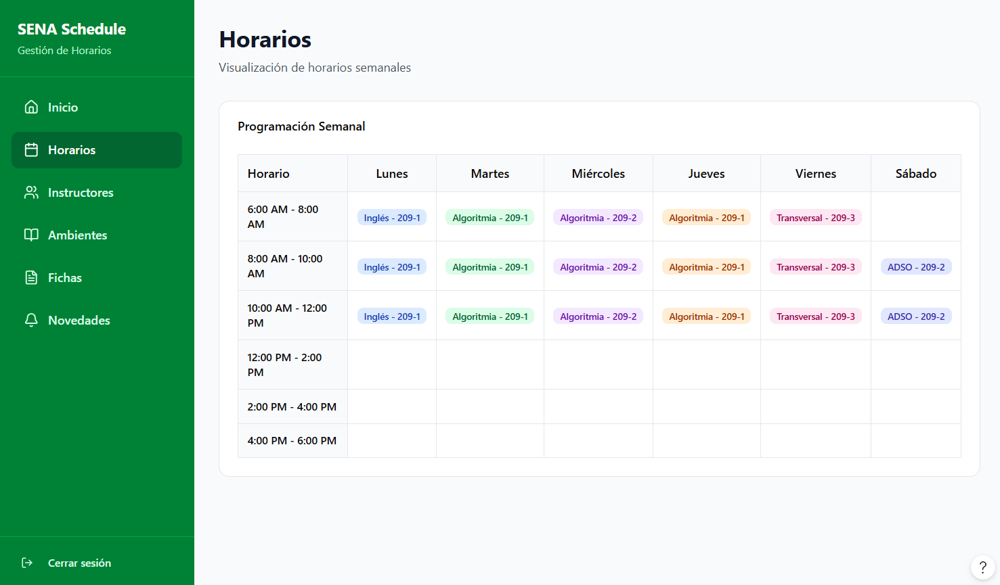 SENA Schedule
Gestión de Horarios
Inicio
Horarios
Instructores
Ambientes
Fichas
Novedades
Cerrar sesión
Horarios
Visualización de horarios semanales
Programación Semanal
Horario Lunes Martes Miércoles Jueves Viernes Sábado
6:00 AM - 8:00
AM
Inglés - 209-1 Algoritmia - 209-1 Algoritmia - 209-2 Algoritmia - 209-1 Transversal - 209-3
8:00 AM - 10:00
AM
Inglés - 209-1 Algoritmia - 209-1 Algoritmia - 209-2 Algoritmia - 209-1 Transversal - 209-3 ADSO - 209-2
10:00 AM - 12:00
PM
Inglés - 209-1 Algoritmia - 209-1 Algoritmia - 209-2 Algoritmia - 209-1 Transversal - 209-3 ADSO - 209-2
12:00 PM - 2:00
PM
2:00 PM - 4:00 PM
4:00 PM - 6:00 PM
?